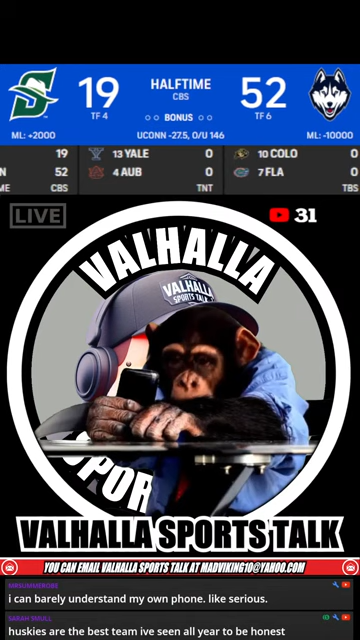 S
19
TF 4
ML: +2000
HALFTIME
CBS
BONUS
UCONN -27.5, O/U 146
52
TF 6
ML: -10000
19
N 52
ME CBS
13 YALE 0
4 AUB 0
TNT
10 COLO 0
7 FLA 0
TBS
LIVE
31
VALHALLA
VALHALLA
SPORTS TALK
SPOR
VALHALLA SPORTS TALK
YOU CAN EMAIL VALHALLA SPORTS TALK AT MADVIKING10@YAHOO.COM
MRSUMMEROBE
i can barely understand my own phone. like serious.
SARAH SMULL
huskies are the best team ive seen all year to be honest